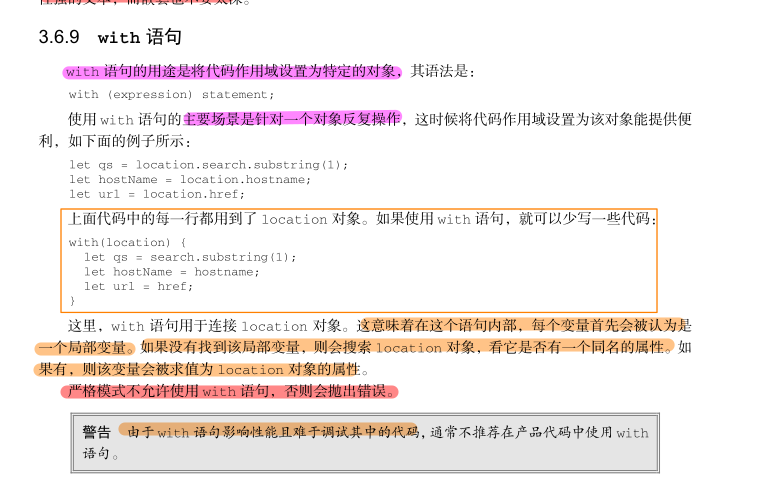 性强的文本，而嵌套也不要太深。
3.6.9 with 语句
with 语句的用途是将代码作用域设置为特定的对象，其语法是：
with (expression) statement;
使用 with 语句的主要场景是针对一个对象反复操作，这时候将代码作用域设置为该对象能提供便
利，如下面的例子所示：
let qs = location.search.substring(1);
let hostName = location.hostname;
let url = location.href;
上面代码中的每一行都用到了 location 对象。如果使用 with 语句，就可以少写一些代码：
with(location) {
let qs = search.substring(1);
let hostName = hostname;
let url = href;
}
这里，with 语句用于连接 location 对象。这意味着在这个语句内部，每个变量首先会被认为是
一个局部变量。如果没有找到该局部变量，则会搜索 location 对象，看它是否有一个同名的属性。如
果有，则该变量会被求值为 location 对象的属性。
严格模式不允许使用 with 语句，否则会抛出错误。
警告 由于 with 语句影响性能且难于调试其中的代码，通常不推荐在产品代码中使用 with
语句。